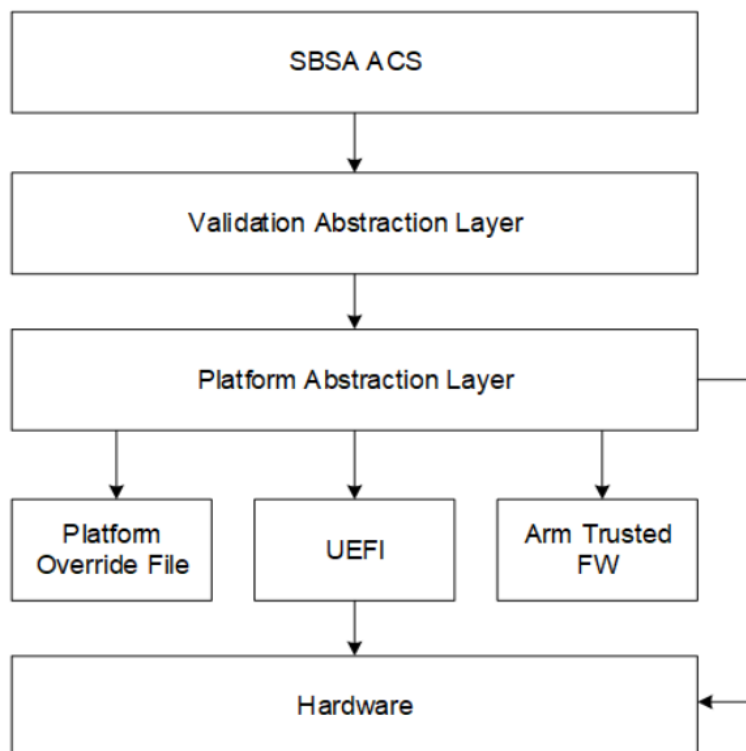 SBSA ACS
Validation Abstraction Layer
Platform Abstraction Layer
Platform
Override File
UEFI
Arm Trusted
FW
Hardware